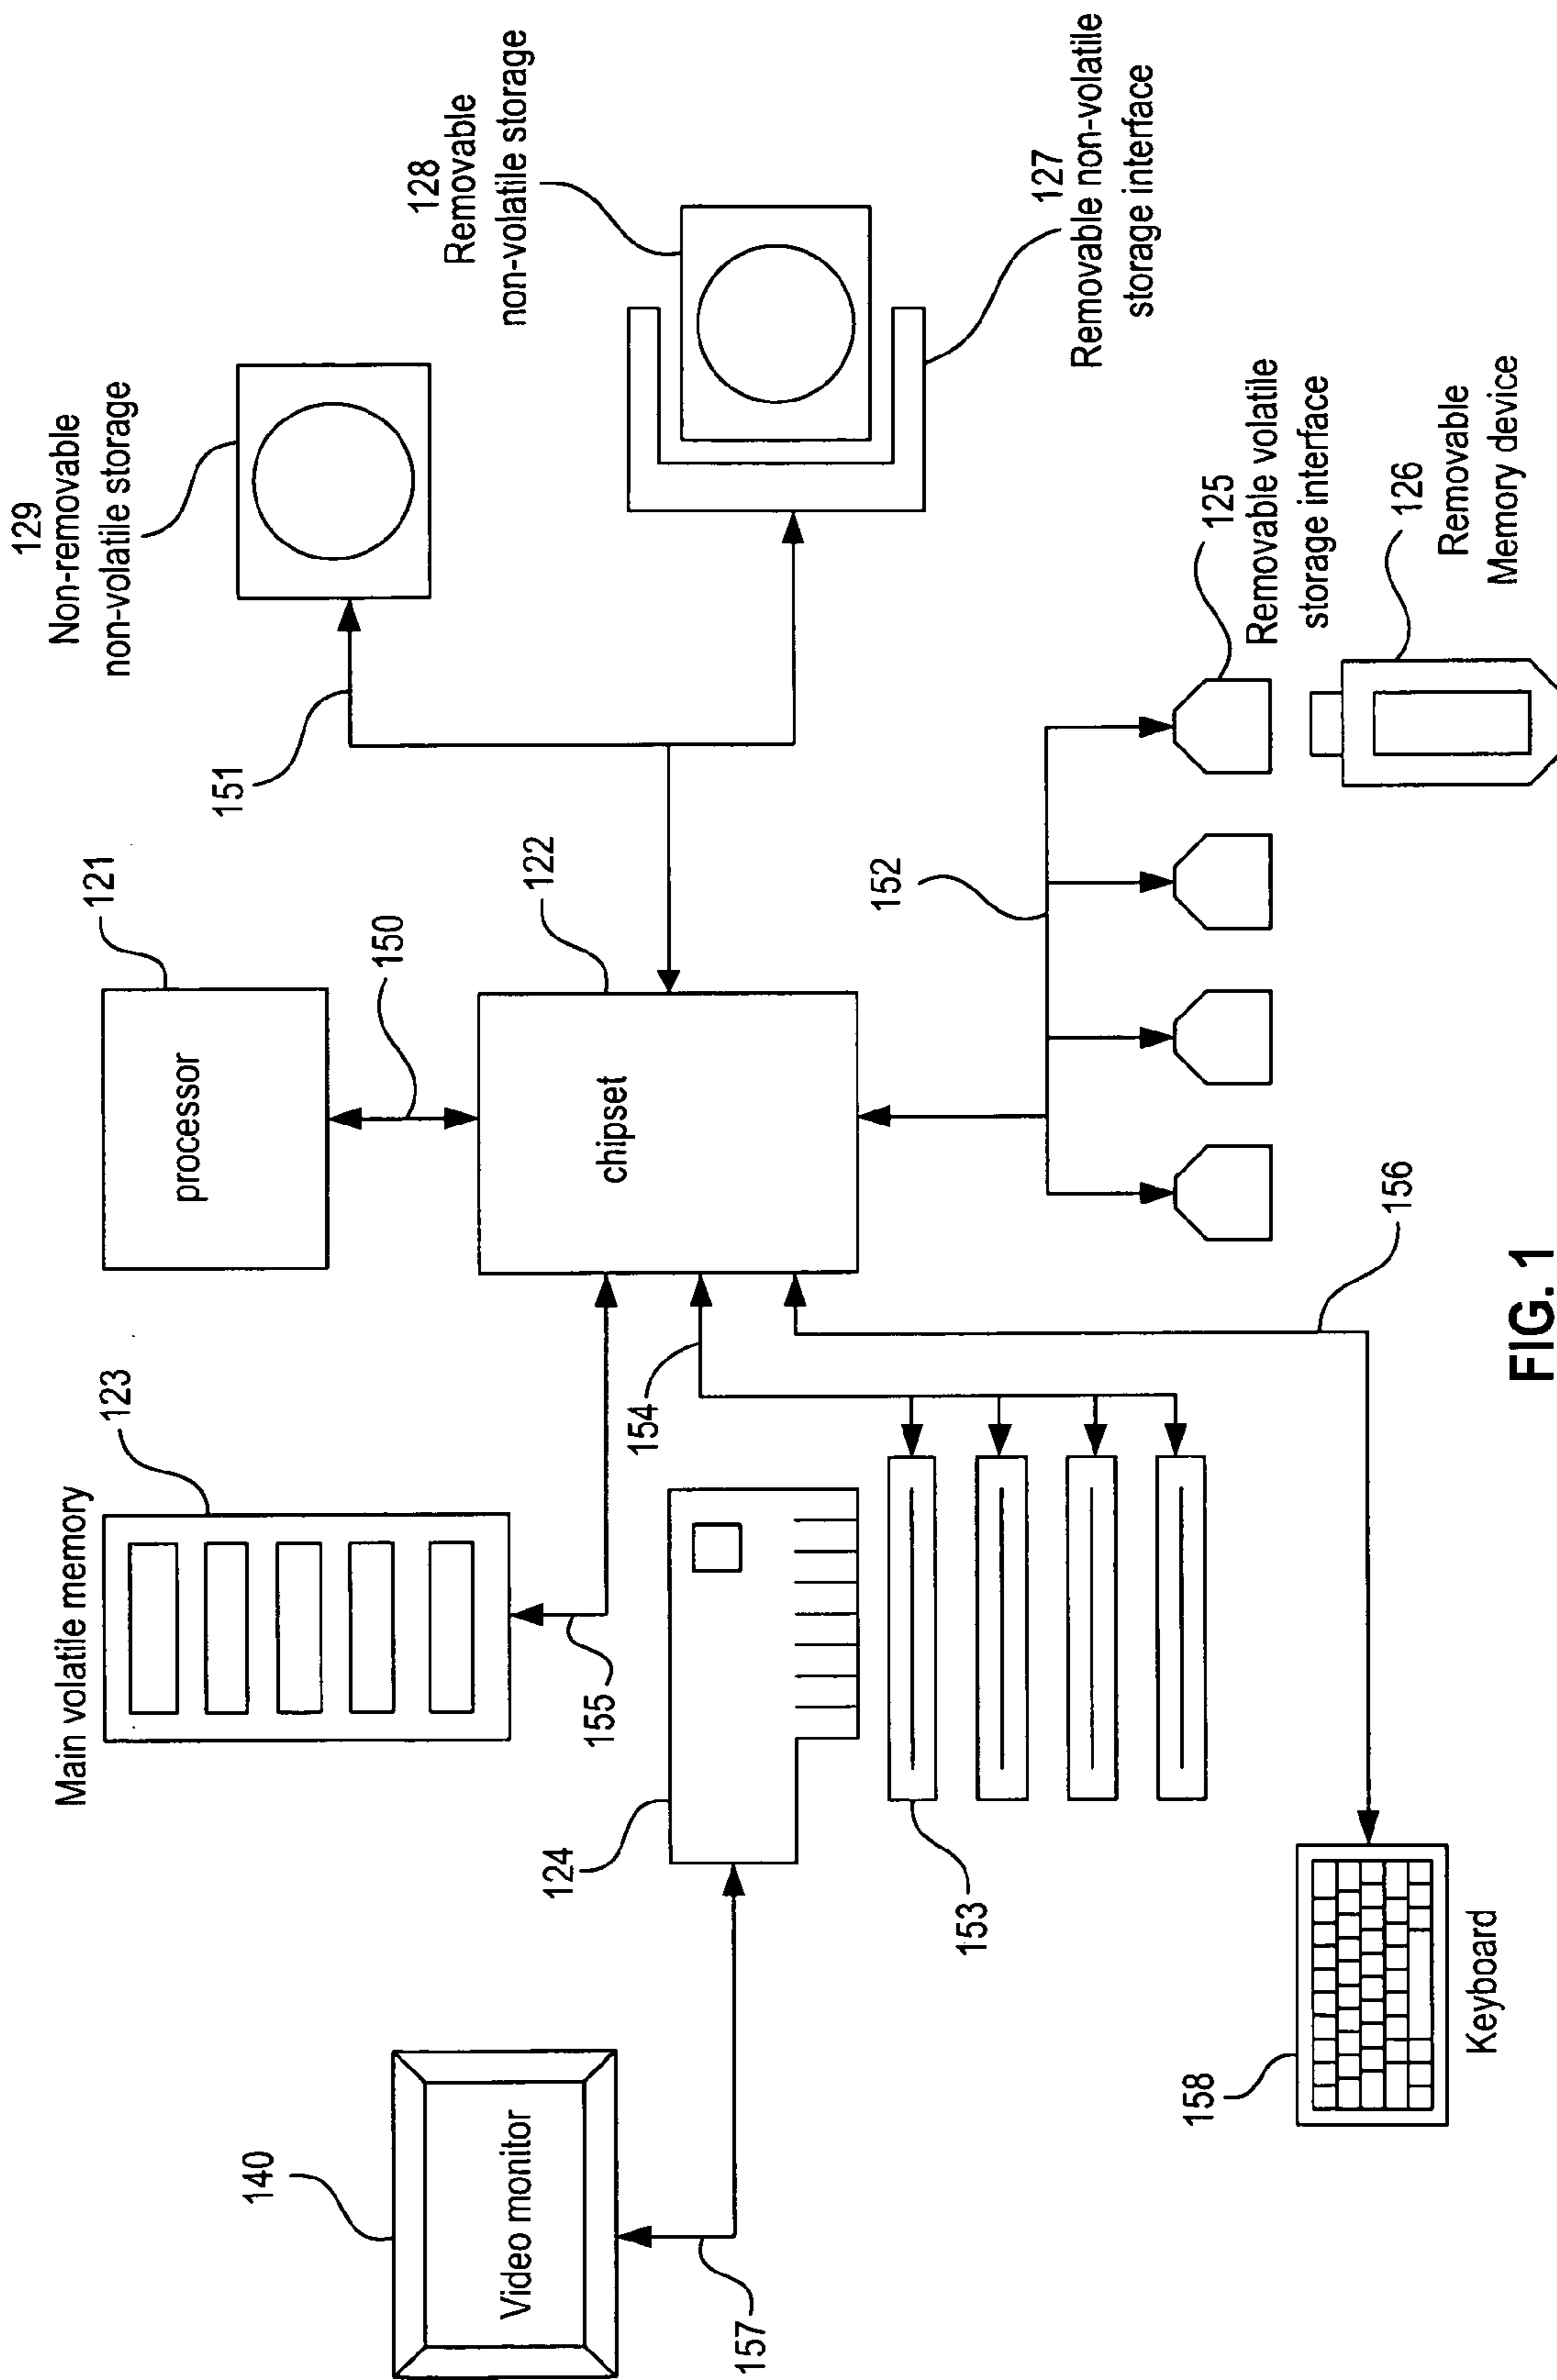 129
Non-removable
non-volatile storage
128
Removable
non-volatile storage
127
Removable non-volatile
storage interface
151
121
processor
150
122
chipset
Main volatile memory
123
155
154
124
153
140
Video monitor
157
152
125
Removable volatile
storage interface
126
Removable
Memory device
156
158
Keyboard
FIG. 1